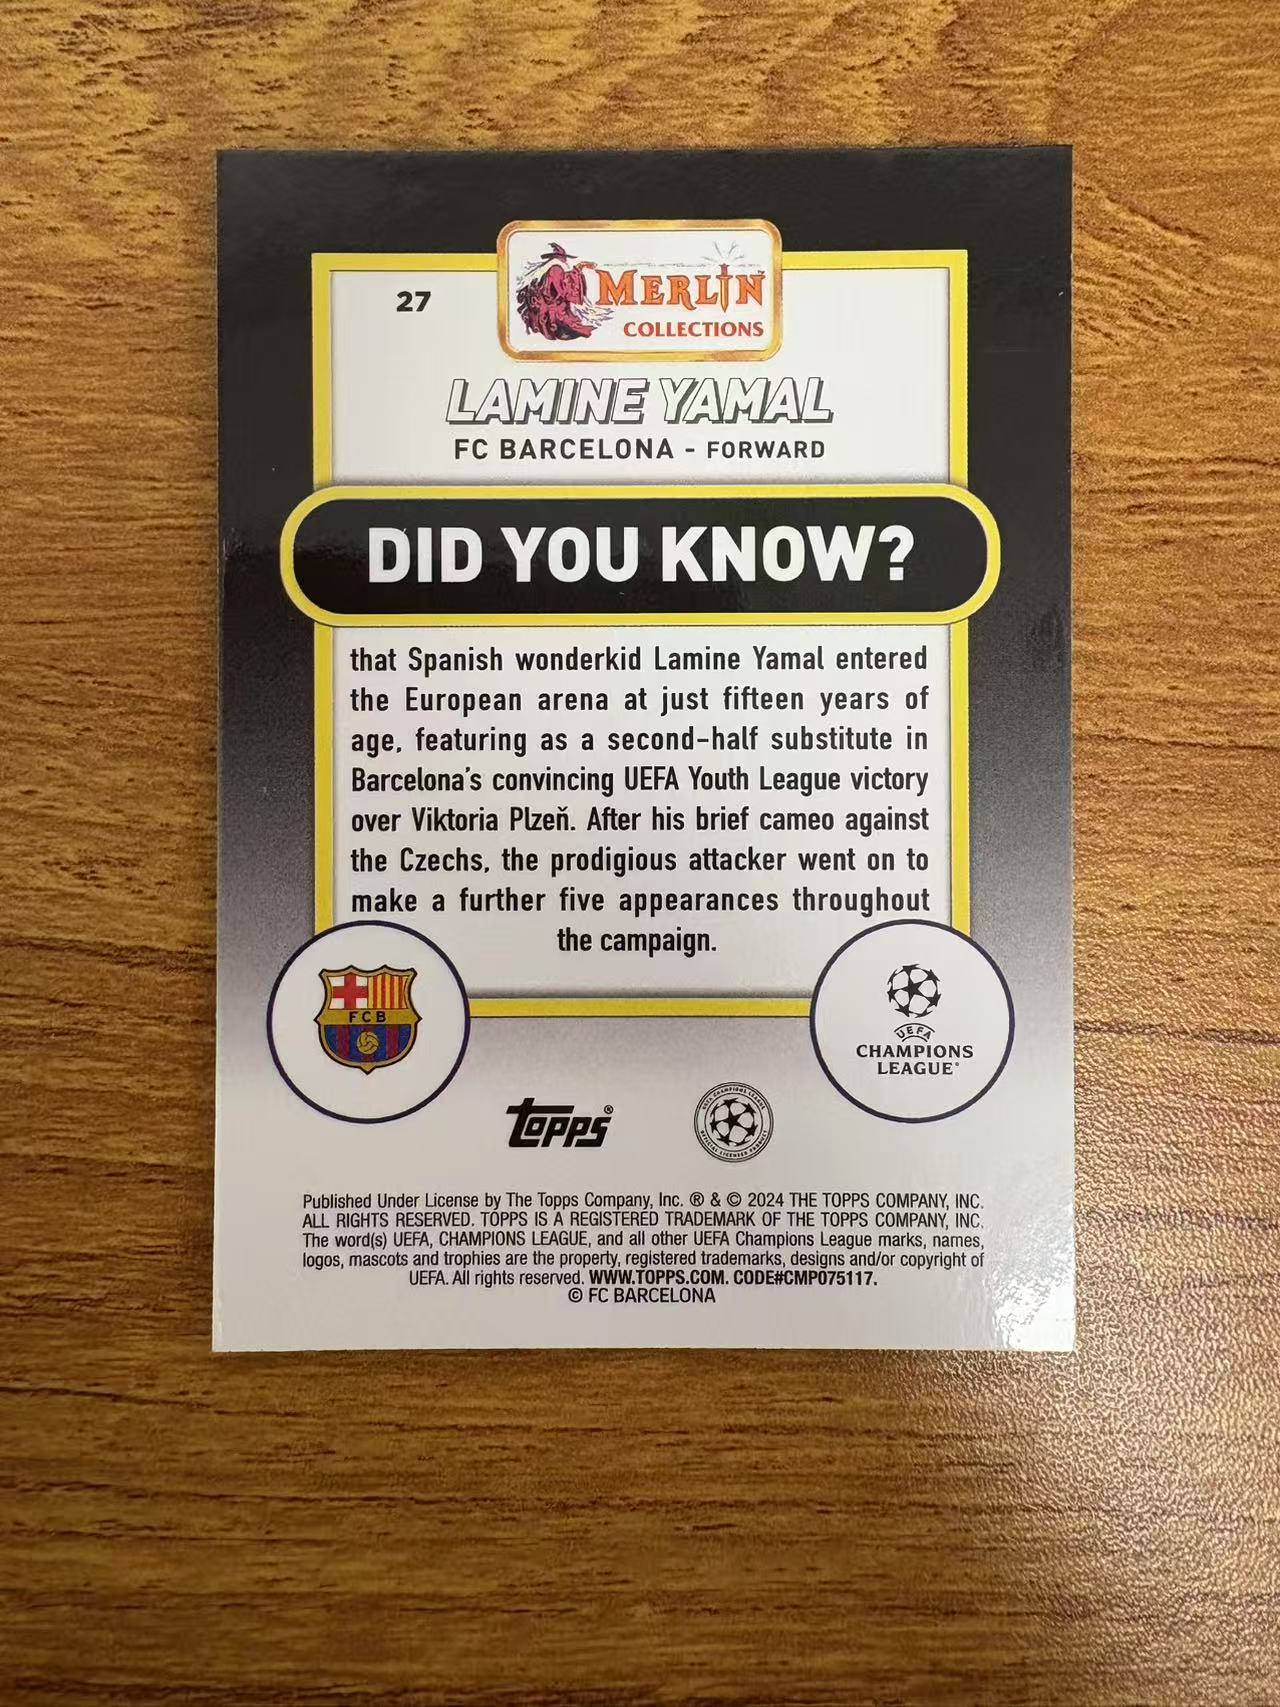 27
MERLIN
COLLECTIONS
LAMINE YAMAL
FC BARCELONA - FORWARD
DID YOU KNOW?
that Spanish wonderkid Lamine Yamal entered
the European arena at just fifteen years of
age, featuring as a second-half substitute in
Barcelona's convincing UEFA Youth League victory
over Viktoria Plzeň. After his brief cameo against
the Czechs, the prodigious attacker went on to
make a further five appearances throughout
the campaign.
FCB
UEFA
CHAMPIONS
LEAGUE®
topps®
UEFA CHAMPIONS LEAGUE
OFFICIAL LICENSED PRODUCT
Published Under License by The Topps Company, Inc. ® & © 2024 THE TOPPS COMPANY, INC.
ALL RIGHTS RESERVED. TOPPS IS A REGISTERED TRADEMARK OF THE TOPPS COMPANY, INC.
The word(s) UEFA, CHAMPIONS LEAGUE, and all other UEFA Champions League marks, names,
logos, mascots and trophies are the property, registered trademarks, designs and/or copyright of
UEFA. All rights reserved. WWW.TOPPS.COM. CODE#CMP075117.
© FC BARCELONA